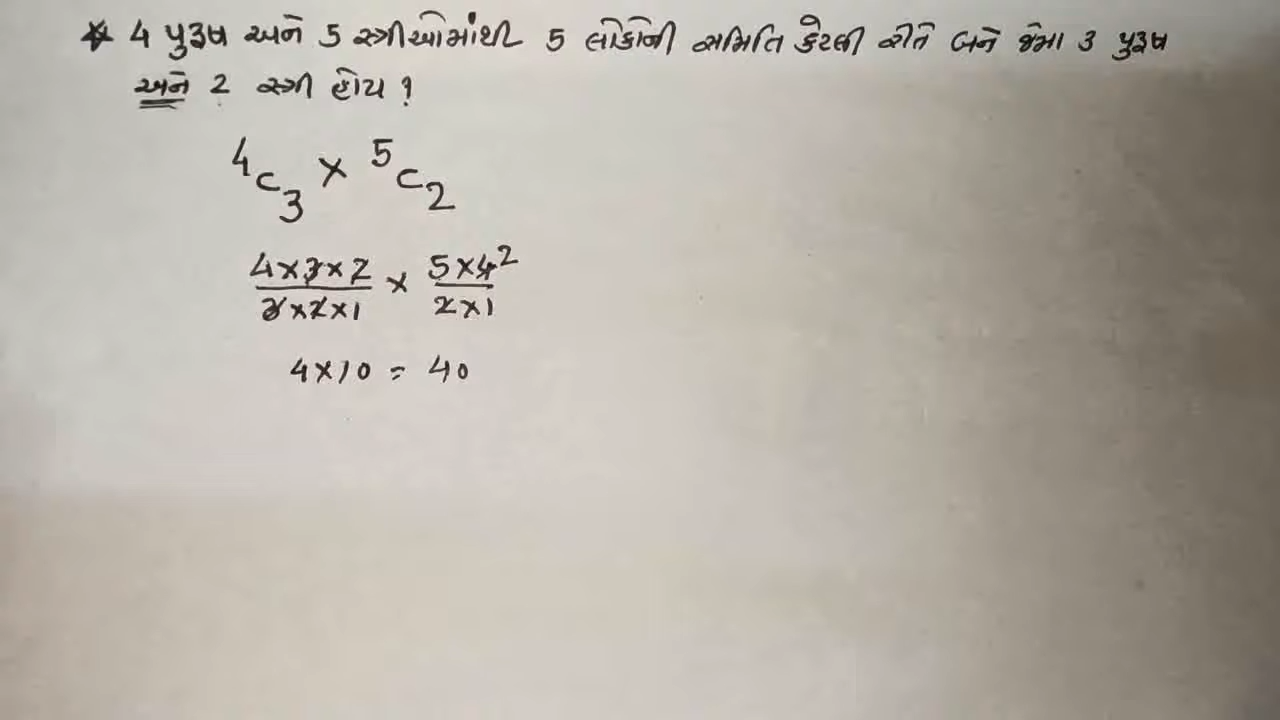 * 4 પુરૂષ અને 5 સ્ત્રીઓમાંથી 5 લોકોની સમિતિ કેટલી રીતે બને જેમા 3 પુરૂષ
અને 2 સ્ત્રી હોય ?
⁴C₃ × ⁵C₂
4×3×2 / 3×2×1 × 5×4² / 2×1
4×10 = 40